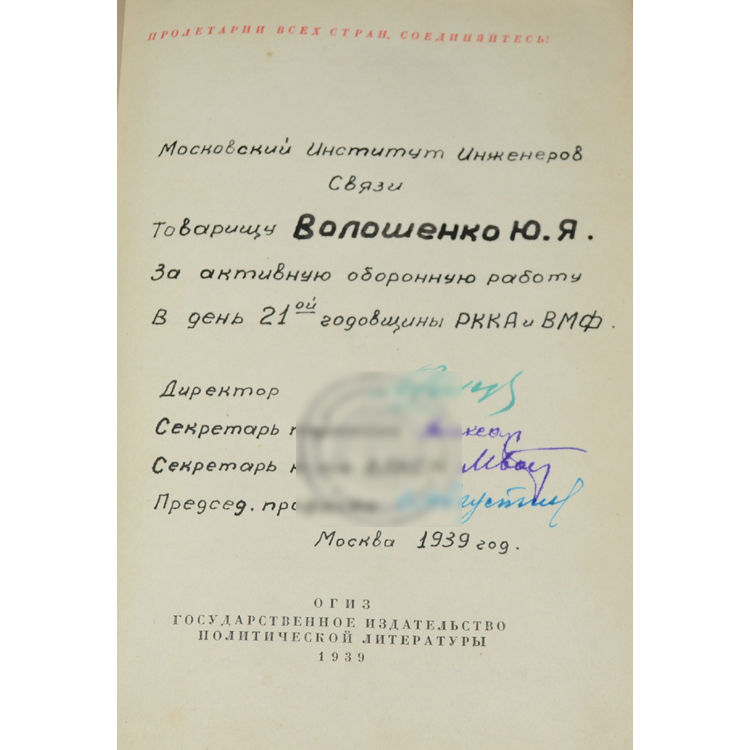 ПРОЛЕТАРИИ ВСЕХ СТРАН, СОЕДИНЯЙТЕСЬ!
Московский Институт Инженеров
Связи
Товарищу Волошенко Ю.Я.
За активную оборонную работу
В день 21ой годовщины РККА и ВМФ.
Директор
Секретарь
Секретарь
Председ.
Москва 1939 год.
ОГИЗ
ГОСУДАРСТВЕННОЕ ИЗДАТЕЛЬСТВО
ПОЛИТИЧЕСКОЙ ЛИТЕРАТУРЫ
1939